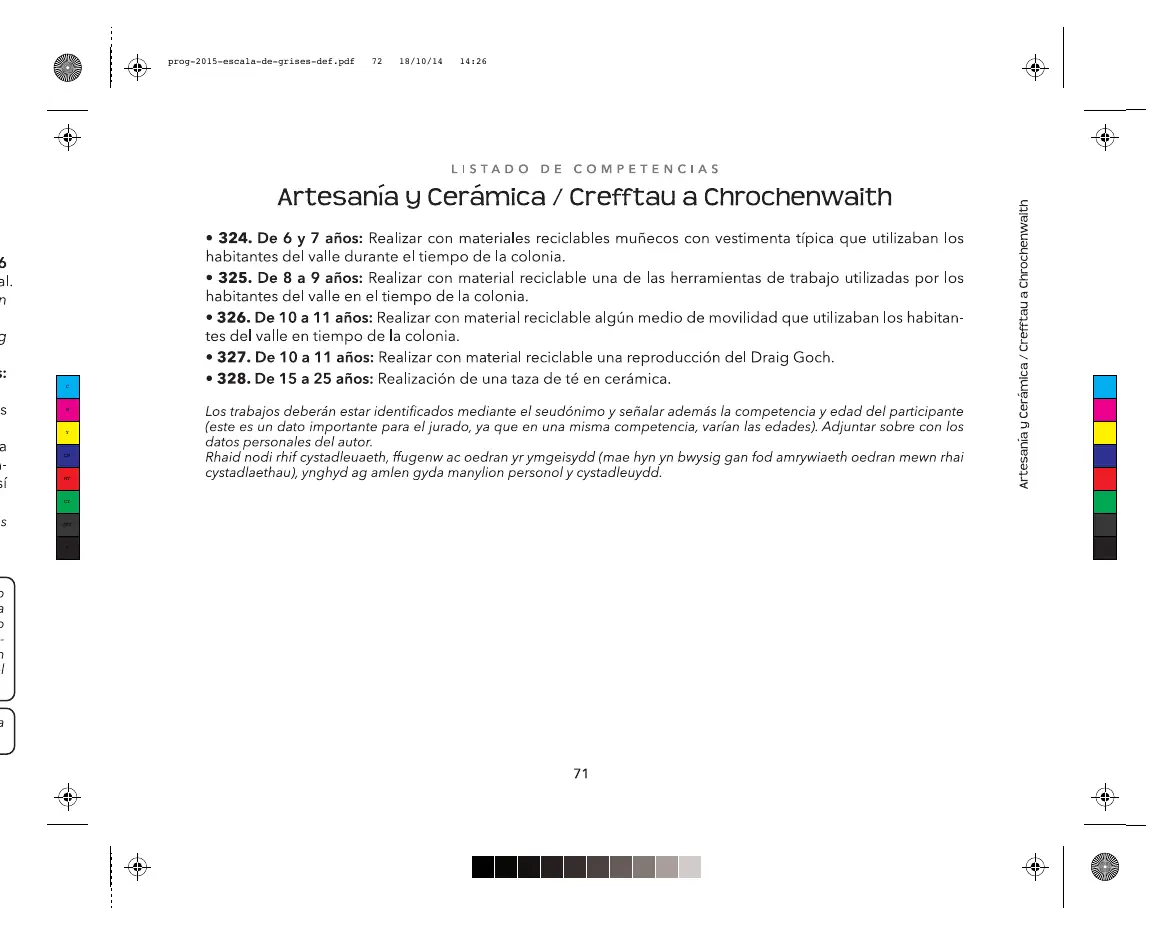 prog-2015-escala-de-grises-def.pdf 72 18/10/14 14:26
LISTADO DE COMPETENCIAS
Artesanía y Cerámica / Crefftau a Chrochenwaith
• 324. De 6 y 7 años: Realizar con materiales reciclables muñecos con vestimenta típica que utilizaban los
habitantes del valle durante el tiempo de la colonia.
• 325. De 8 a 9 años: Realizar con material reciclable una de las herramientas de trabajo utilizadas por los
habitantes del valle en el tiempo de la colonia.
• 326. De 10 a 11 años: Realizar con material reciclable algún medio de movilidad que utilizaban los habitan-
tes del valle en tiempo de la colonia.
• 327. De 10 a 11 años: Realizar con material reciclable una reproducción del Draig Goch.
• 328. De 15 a 25 años: Realización de una taza de té en cerámica.
Los trabajos deberán estar identificados mediante el seudónimo y señalar además la competencia y edad del participante
(este es un dato importante para el jurado, ya que en una misma competencia, varían las edades). Adjuntar sobre con los
datos personales del autor.
Rhaid nodi rhif cystadleuaeth, ffugenw ac oedran yr ymgeisydd (mae hyn yn bwysig gan fod amrywiaeth oedran mewn rhai
cystadlaethau), ynghyd ag amlen gyda manylion personol y cystadleuydd.
Artesanía y Cerámica / Crefftau a Chrochenwaith
71